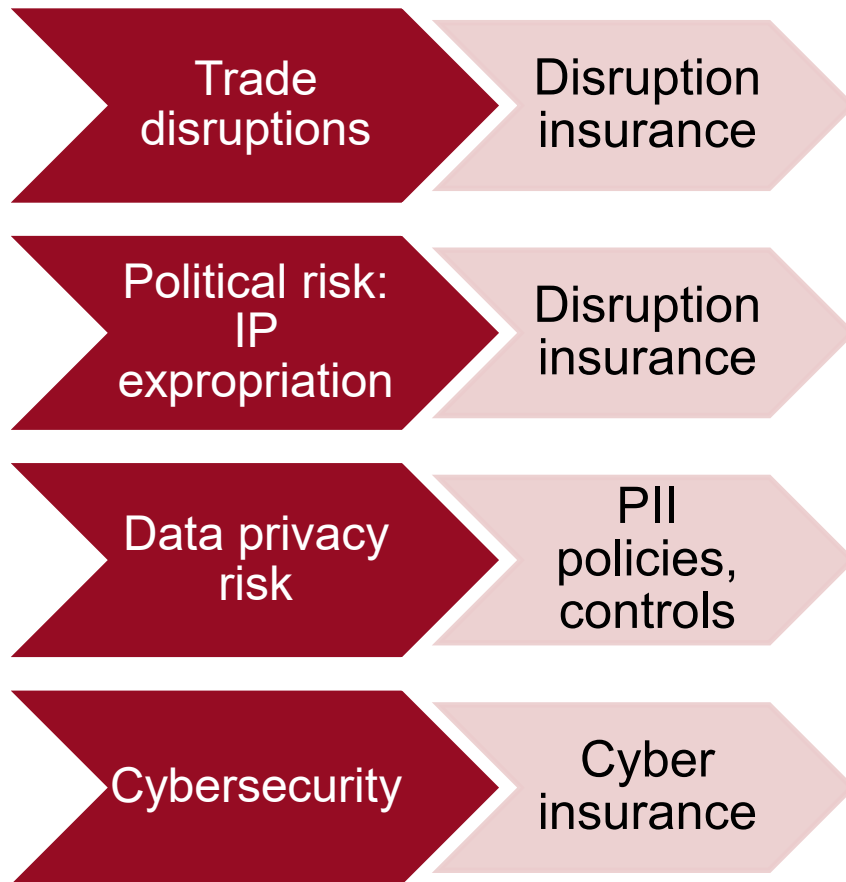 Trade
disruptions
Disruption
insurance
Political risk:
IP
expropriation
Disruption
insurance
Data privacy
risk
PII
policies,
controls
Cybersecurity
Cyber
insurance